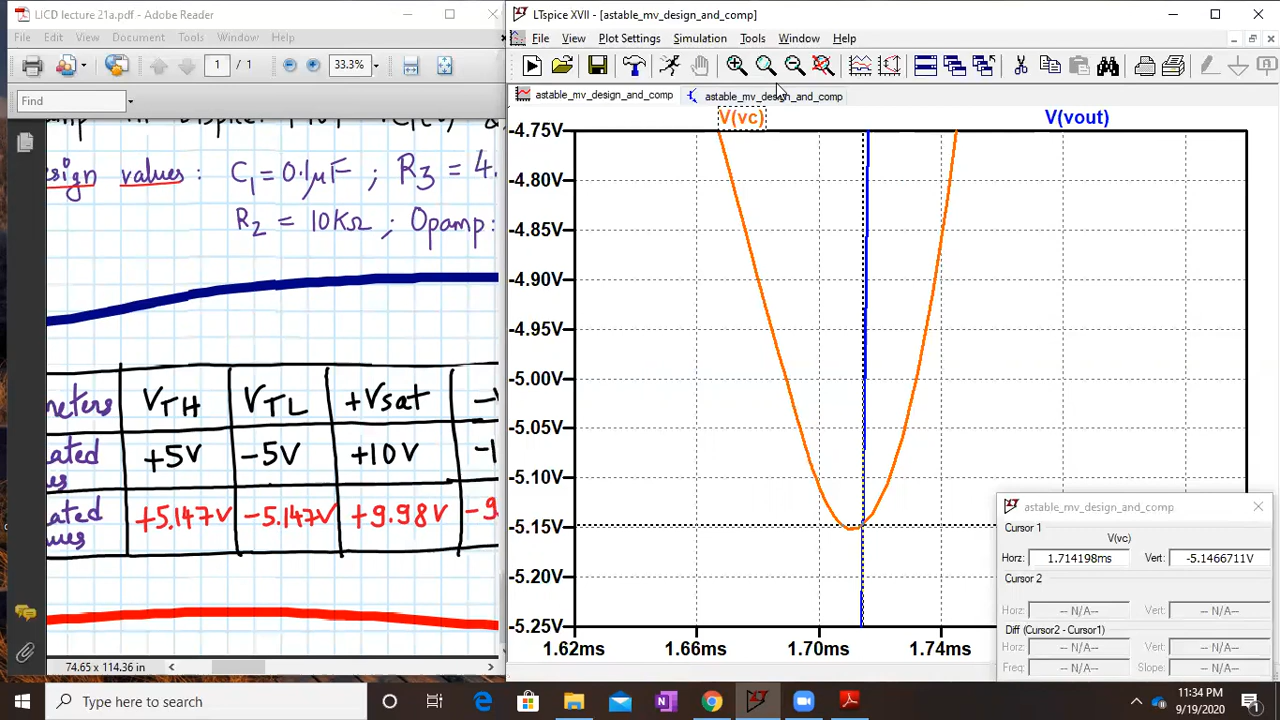 LICD lecture 21a.pdf - Adobe Reader
File Edit View Document Tools Window Help
1 / 1 33.3%
Find
sign values : C1 = 0.1μF ; R3 = 4.
R2 = 10KΩ ; Opamp:
meters VTH VTL +Vsat
ated +5V -5V +10V -1
ues
ated +5.147V -5.147V +9.98V -9
ues
74.65 x 114.36 in
LTspice XVII - [astable_mv_design_and_comp]
File View Plot Settings Simulation Tools Window Help
astable_mv_design_and_comp astable_mv_design_and_comp
V(vc) V(vout)
-4.75V
-4.80V
-4.85V
-4.90V
-4.95V
-5.00V
-5.05V
-5.10V
-5.15V
-5.20V
-5.25V
1.62ms 1.66ms 1.70ms 1.74ms
astable_mv_design_and_comp
Cursor 1
V(vc)
Horz: 1.714198ms Vert: -5.1466711V
Cursor 2
Horz: -- N/A-- Vert: -- N/A--
Diff (Cursor2 - Cursor1)
Horz: -- N/A-- Vert: -- N/A--
Freq: -- N/A-- Slope: -- N/A--
Type here to search
11:34 PM
9/19/2020